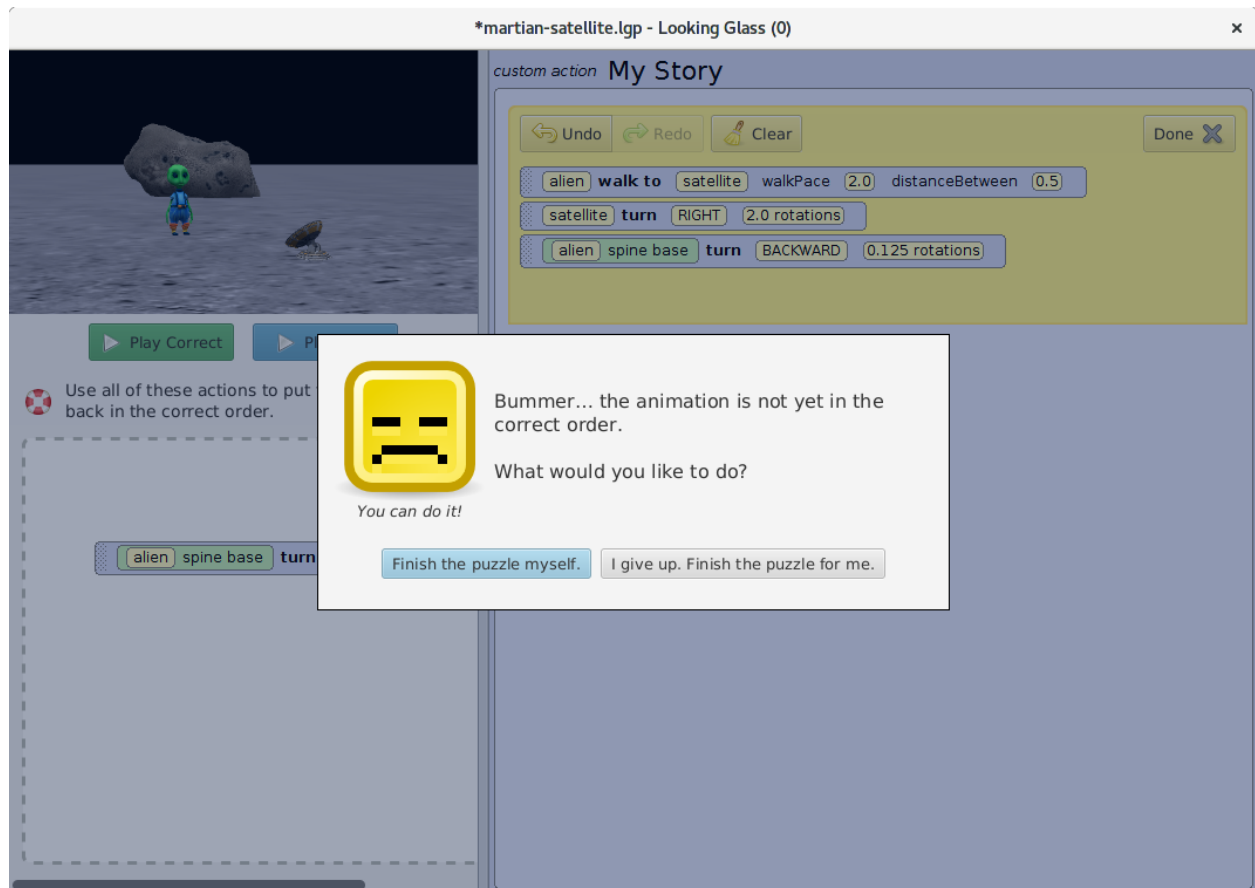 *martian-satellite.lgp - Looking Glass (0)
custom action My Story
Undo Redo Clear Done
alien walk to satellite walkPace 2.0 distanceBetween 0.5
satellite turn RIGHT 2.0 rotations
alien spine base turn BACKWARD 0.125 rotations
Play Correct
Use all of these actions to put
back in the correct order.
alien spine base turn
Bummer... the animation is not yet in the
correct order.
What would you like to do?
You can do it!
Finish the puzzle myself. I give up. Finish the puzzle for me.